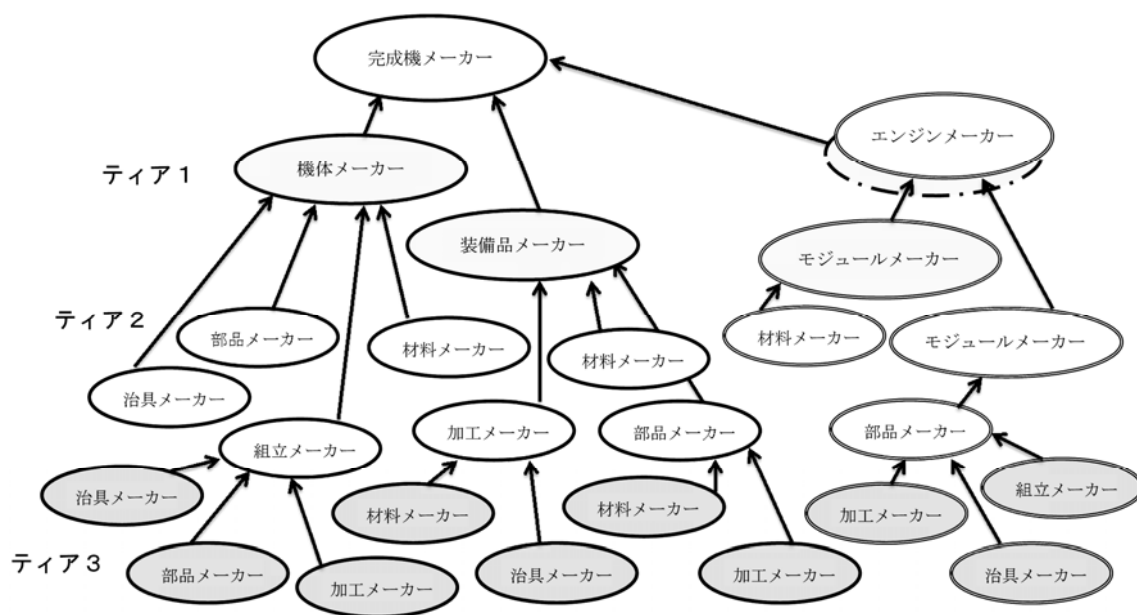 完成機メーカー
エンジンメーカー
ティア1
機体メーカー
装備品メーカー
モジュールメーカー
ティア2
部品メーカー
材料メーカー
材料メーカー
材料メーカー
モジュールメーカー
治具メーカー
組立メーカー
加工メーカー
部品メーカー
部品メーカー
治具メーカー
材料メーカー
材料メーカー
加工メーカー
組立メーカー
ティア3
部品メーカー
加工メーカー
治具メーカー
加工メーカー
治具メーカー